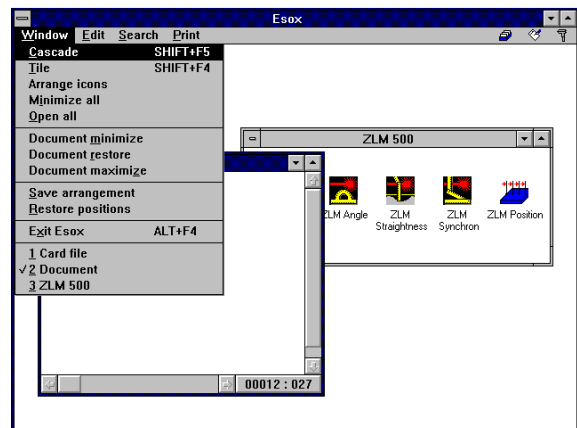 Esox
Window Edit Search Print
Cascade SHIFT+F5
Tile SHIFT+F4
Arrange icons
Minimize all
Open all
Document minimize
Document restore
Document maximize
Save arrangement
Restore positions
Exit Esox ALT+F4
1 Card file
√ 2 Document
3 ZLM 500
ZLM 500
ZLM Angle
ZLM Straightness
ZLM Synchron
ZLM Position
00012 : 027